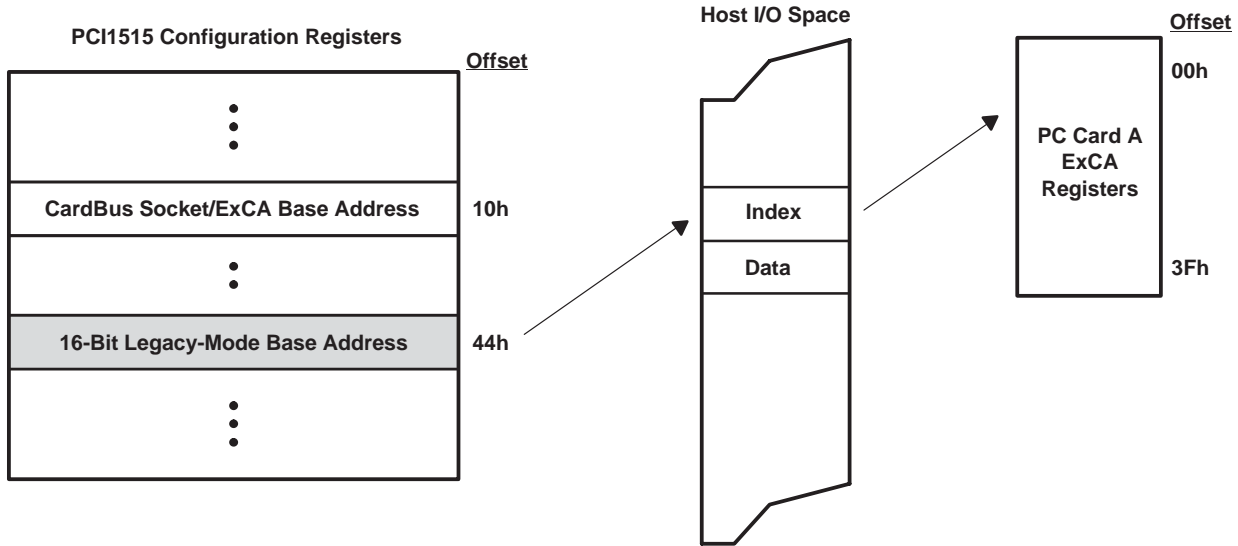 PCI1515 Configuration Registers
Offset
CardBus Socket/ExCA Base Address
10h
16-Bit Legacy-Mode Base Address
44h
Host I/O Space
Index
Data
Offset
00h
PC Card A
ExCA
Registers
3Fh